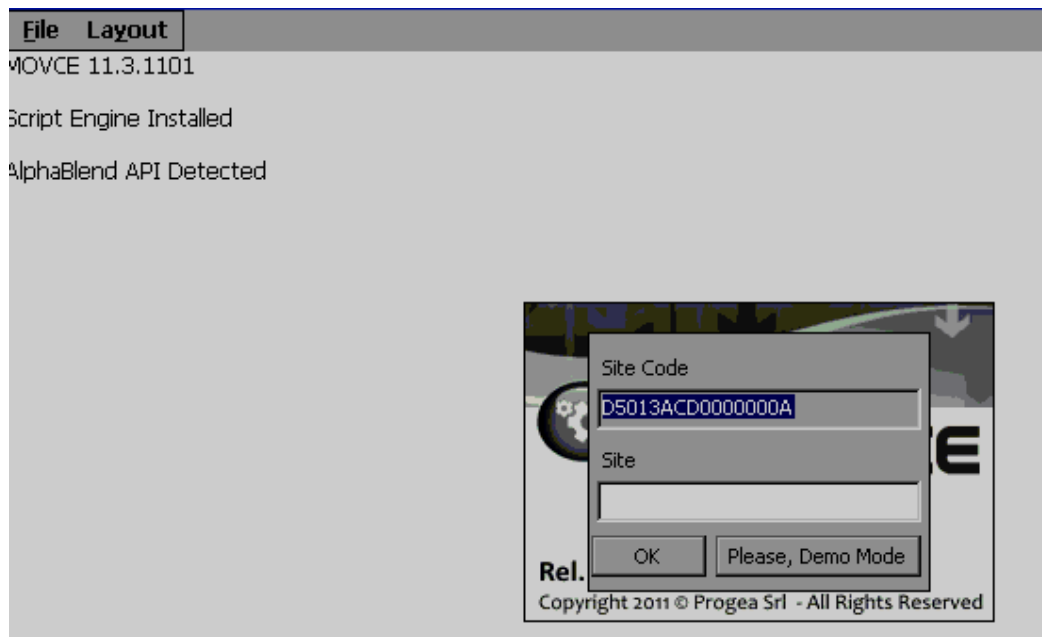 File Layout
MOVCE 11.3.1101
Script Engine Installed
AlphaBlend API Detected
Site Code
D5013ACD0000000A
Site
OK Please, Demo Mode
E
Rel.
Copyright 2011 © Progea Srl - All Rights Reserved